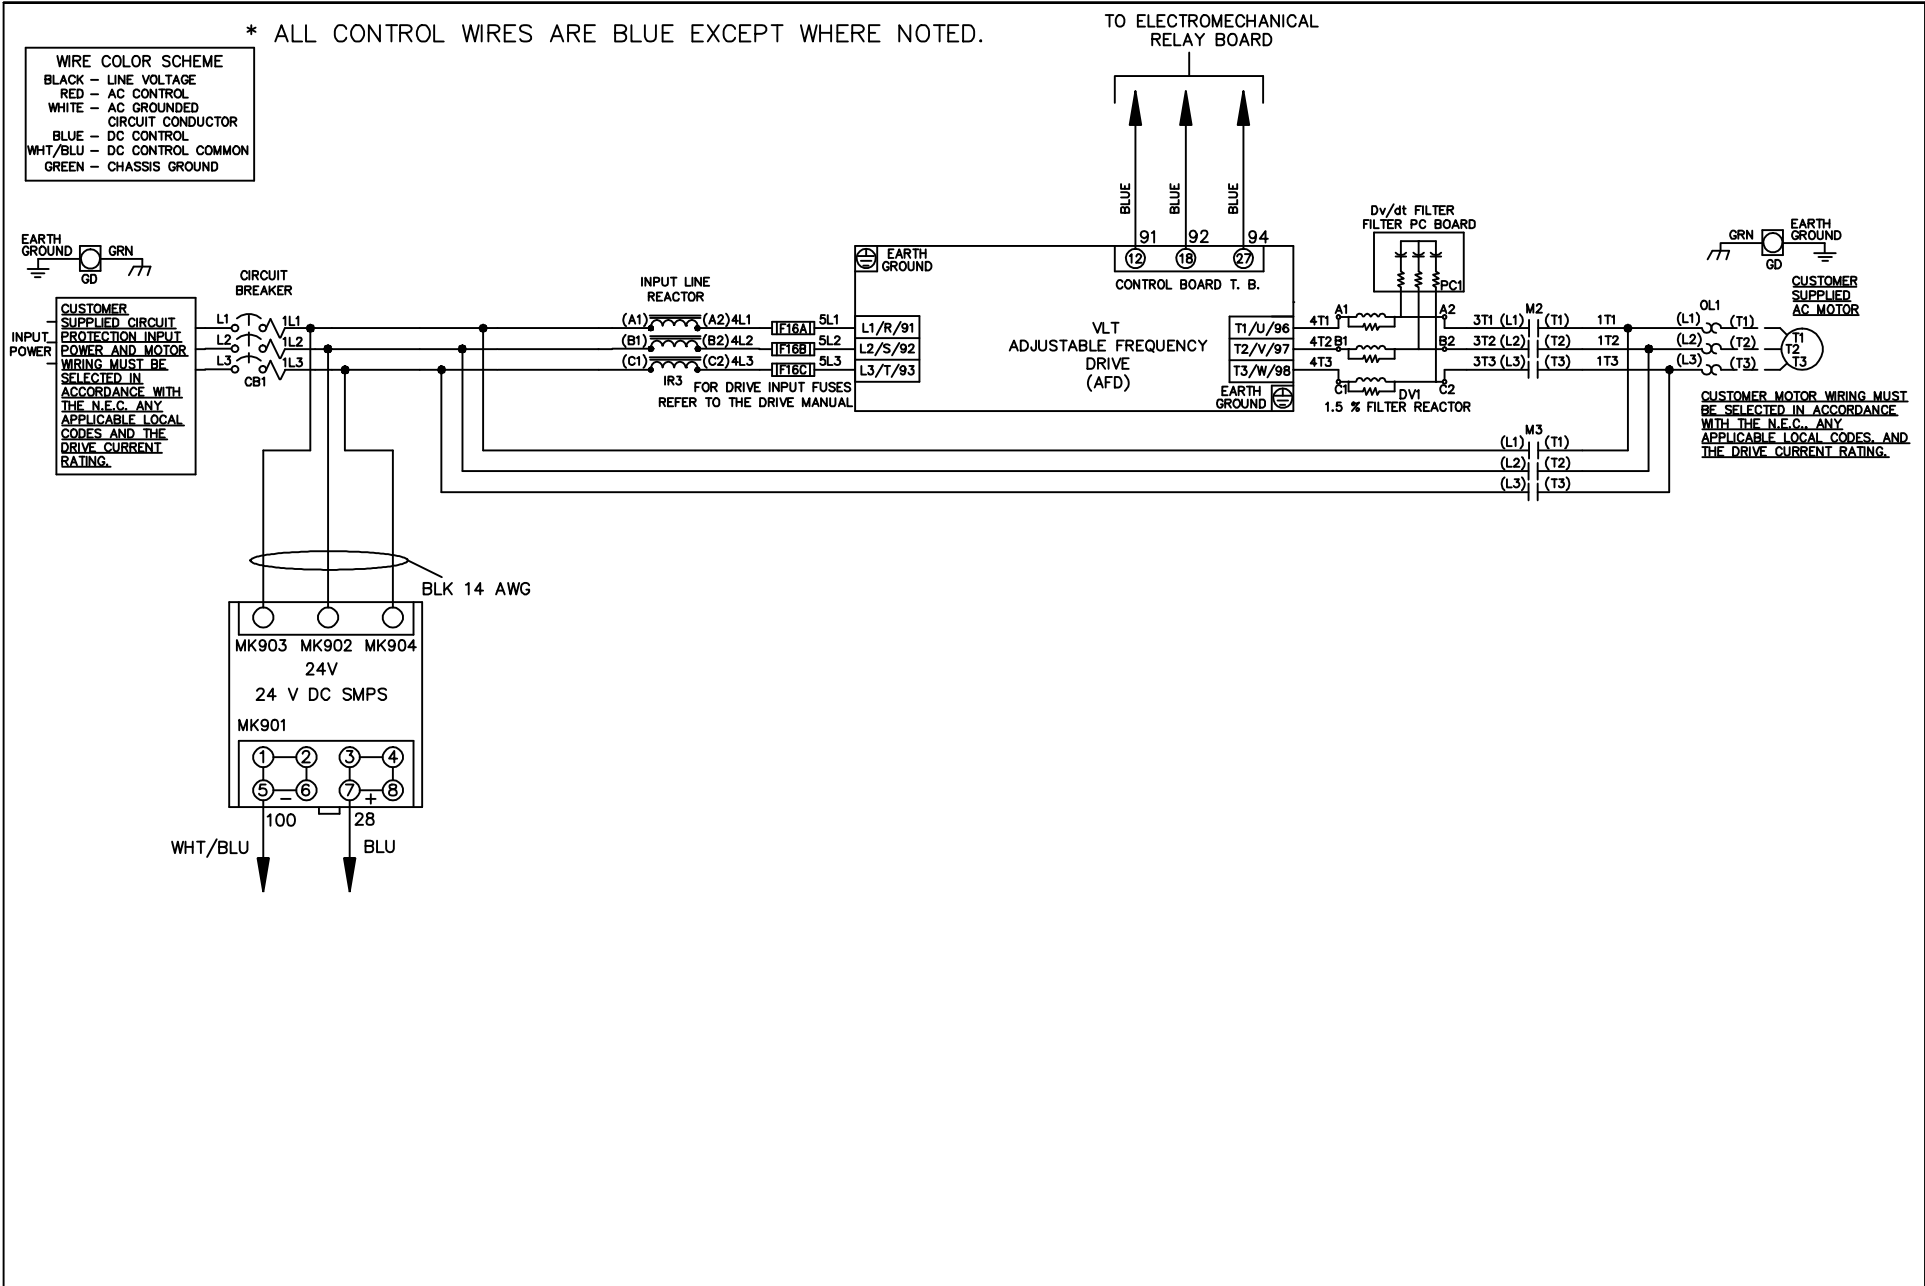 * ALL CONTROL WIRES ARE BLUE EXCEPT WHERE NOTED.
TO ELECTROMECHANICAL
RELAY BOARD
WIRE COLOR SCHEME
BLACK - LINE VOLTAGE
RED - AC CONTROL
WHITE - AC GROUNDED
CIRCUIT CONDUCTOR
BLUE - DC CONTROL
WHT/BLU - DC CONTROL COMMON
GREEN - CHASSIS GROUND
BLUE
BLUE
BLUE
91
92
94
12
18
27
CONTROL BOARD T. B.
EARTH
GROUND
GRN
GD
INPUT
POWER
CUSTOMER
SUPPLIED CIRCUIT
PROTECTION INPUT
POWER AND MOTOR
WIRING MUST BE
SELECTED IN
ACCORDANCE WITH
THE N.E.C. ANY
APPLICABLE LOCAL
CODES AND THE
DRIVE CURRENT
RATING.
CIRCUIT
BREAKER
L1
1L1
L2
1L2
L3
1L3
CB1
INPUT LINE
REACTOR
(A1)
(A2)
4L1
F16A
5L1
(B1)
(B2)
4L2
F16B
5L2
(C1)
(C2)
4L3
F16C
5L3
IR3
FOR DRIVE INPUT FUSES
REFER TO THE DRIVE MANUAL
EARTH
GROUND
L1/R/91
L2/S/92
L3/T/93
VLT
ADJUSTABLE FREQUENCY
DRIVE
(AFD)
T1/U/96
T2/V/97
T3/W/98
EARTH
GROUND
Dv/dt FILTER
FILTER PC BOARD
PC1
4T1
A1
A2
4T2
B1
B2
4T3
C1
C2
DV1
1.5 % FILTER REACTOR
M2
3T1 (L1) (T1) 1T1
3T2 (L2) (T2) 1T2
3T3 (L3) (T3) 1T3
M3
(L1) (T1)
(L2) (T2)
(L3) (T3)
OL1
(L1) (T1)
(L2) (T2)
(L3) (T3)
GRN
GD
EARTH
GROUND
CUSTOMER
SUPPLIED
AC MOTOR
T1
T2
T3
CUSTOMER MOTOR WIRING MUST
BE SELECTED IN ACCORDANCE
WITH THE N.E.C., ANY
APPLICABLE LOCAL CODES, AND
THE DRIVE CURRENT RATING.
BLK 14 AWG
MK903 MK902 MK904
24V
24 V DC SMPS
MK901
1 2 3 4
5 6 7 8
- +
100
28
WHT/BLU
BLU